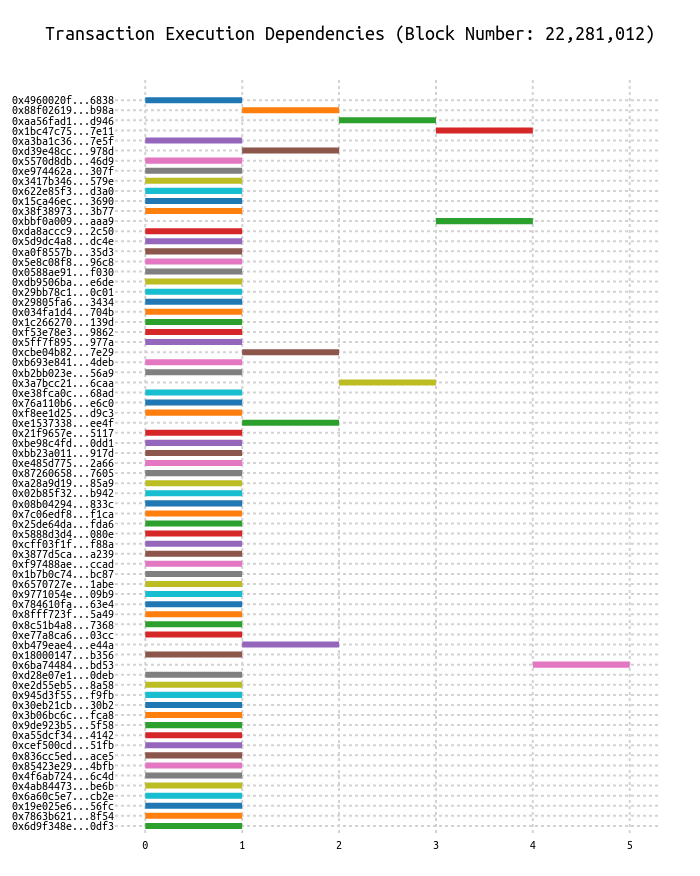 Transaction Execution Dependencies (Block Number: 22,281,012)
0x4960020f...6838
0x88f02619...b98a
0xaa56fad1...d946
0x1bc47c75...7e11
0xa3ba1c36...7e5f
0xd39e48cc...978d
0x5570d8db...46d9
0xe974462a...307f
0x3417b346...579e
0x622e85f3...d3a0
0x15ca46ec...3690
0x38f38973...3b77
0xbbf0a009...aaa9
0xda8accc9...2c50
0x5d9dc4a8...dc4e
0xa0f8557b...35d3
0x5e8c08f8...96c8
0x0588ae91...f030
0xdb9506ba...e6de
0x29bb78c1...0c01
0x29805fa6...3434
0x034fa1d4...704b
0x1c266270...139d
0xf53e78e3...9862
0x5ff7f895...977a
0xcbe04b82...7e29
0xb693e841...4deb
0xb2bb023e...56a9
0x3a7bcc21...6caa
0xe38fca0c...68ad
0x76a110b6...e6c0
0xf8ee1d25...d9c3
0xe1537338...ee4f
0x21f9657e...5117
0xbe98c4fd...0dd1
0xbb23a011...917d
0xe485d775...2a66
0x87260658...7605
0xa28a9d19...85a9
0x02b85f32...b942
0x08b04294...833c
0x7c06edf8...f1ca
0x25de64da...fda6
0x5888d3d4...080e
0xcff03f1f...f88a
0x3877d5ca...a239
0xf97488ae...ccad
0x1b7b0c74...bc87
0x6570727e...1abe
0x9771054e...09b9
0x784610fa...63e4
0x8fff723f...5a49
0x8c51b4a8...7368
0xe77a8ca6...03cc
0xb479eae4...e44a
0x18000147...b356
0x6ba74484...bd53
0xd28e07e1...0deb
0xe2d55eb5...8a58
0x945d3f55...f9fb
0x30eb21cb...30b2
0x3b06bc6c...fca8
0x9de923b5...5f58
0xa55dcf34...4142
0xcef500cd...51fb
0x836cc5ed...ace5
0x85423e29...4bfb
0x4f6ab724...6c4d
0x4ab84473...be6b
0x6a60c5e7...cb2e
0x19e025e6...56fc
0x7863b621...8f54
0x6d9f348e...0df3
0 1 2 3 4 5